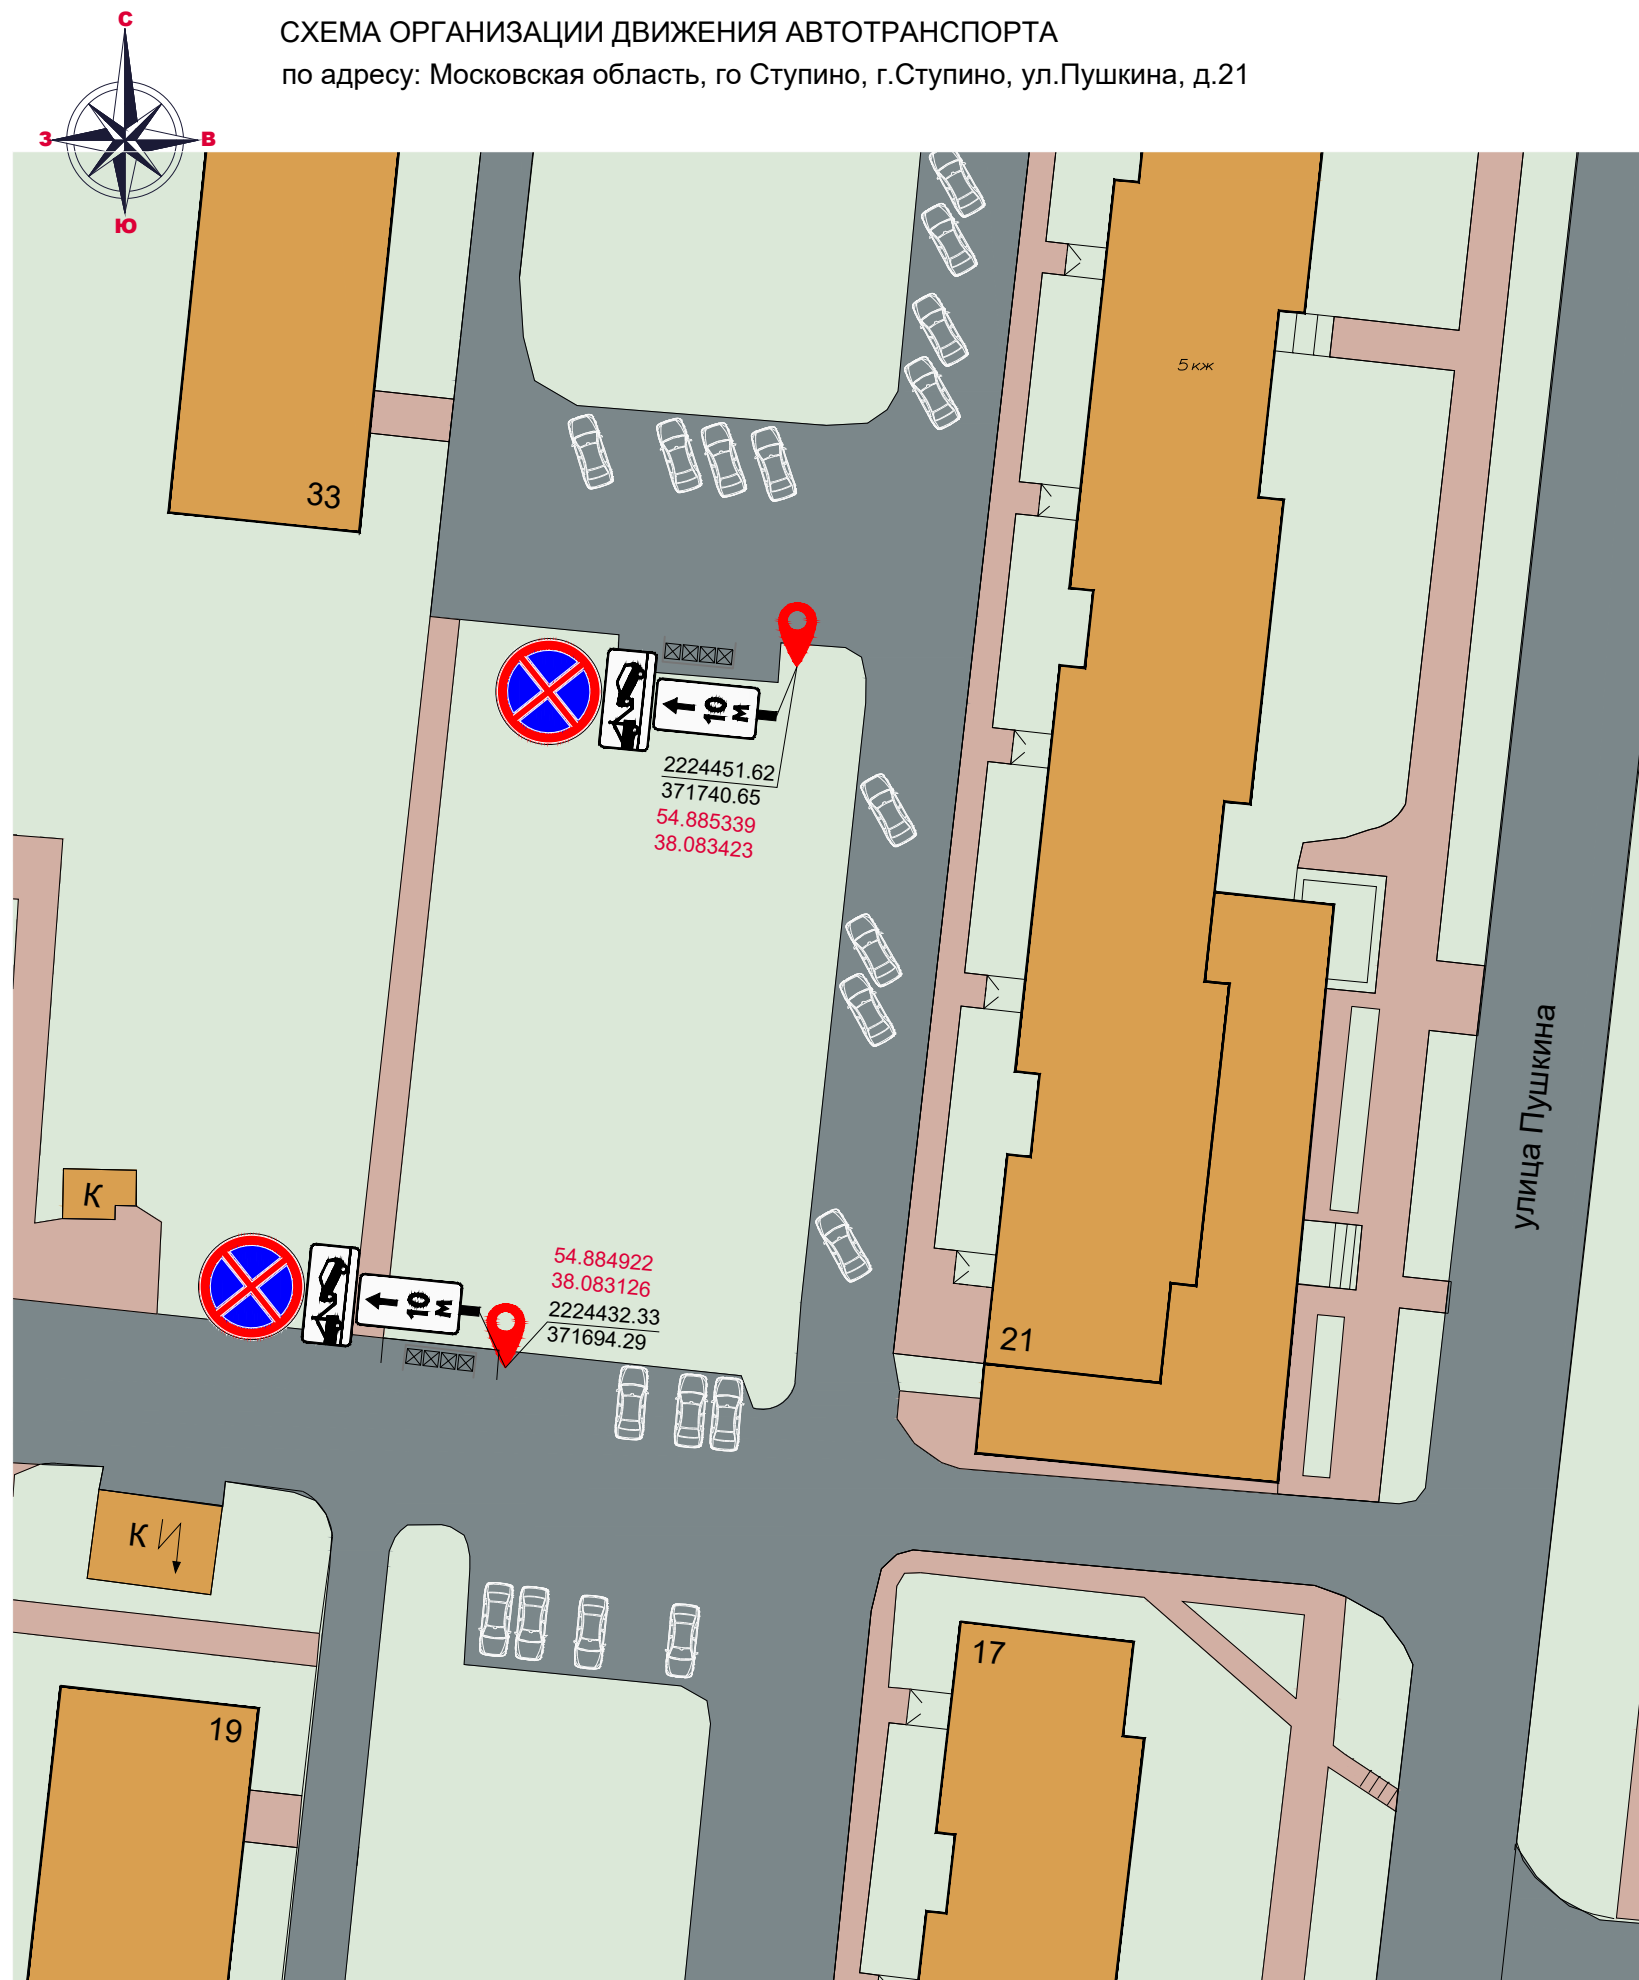 С
СХЕМА ОРГАНИЗАЦИИ ДВИЖЕНИЯ АВТОТРАНСПОРТА
по адресу: Московская область, го Ступино, г.Ступино, ул.Пушкина, д.21
З
В
Ю
5 кж
33
10 м
2224451.62
371740.65
54.885339
38.083423
улица Пушкина
К
54.884922
38.083126
10 м
2224432.33
371694.29
21
К
17
19